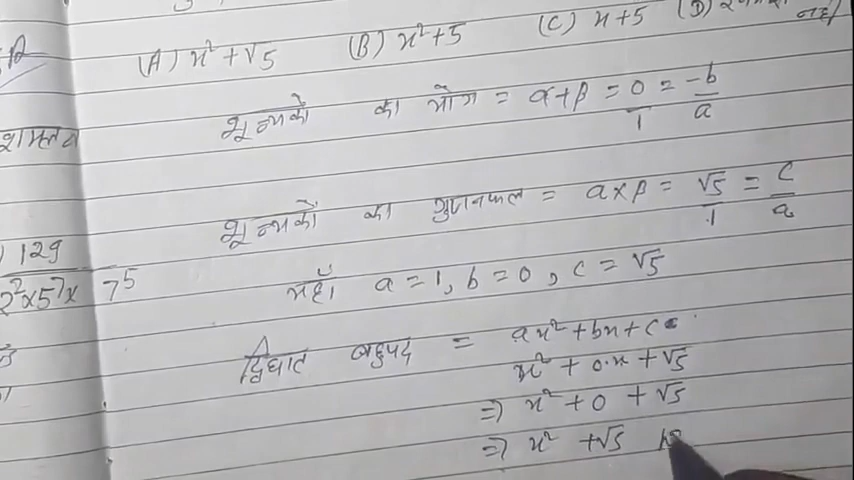 (A) x² + √5 (B) x² + 5 (C) x + 5 (D)
शून्यकों का योग = α + β = 0/1 = -b/a
शून्यकों का गुणनफल = α × β = √5/1 = c/a
) 129
2² × 5⁷ × 7⁵
यहाँ a = 1, b = 0, c = √5
द्विघात बहुपद = ax² + bx + c
x² + 0·x + √5
⇒ x² + 0 + √5
⇒ x² + √5